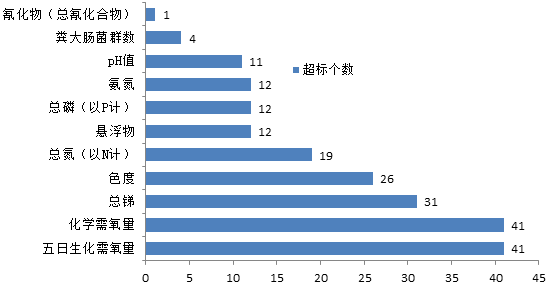 氰化物（总氰化合物） 1
粪大肠菌群数 4
pH值 11
超标个数
氨氮 12
总磷（以P计） 12
悬浮物 12
总氮（以N计） 19
色度 26
总锑 31
化学需氧量 41
五日生化需氧量 41
0 5 10 15 20 25 30 35 40 45